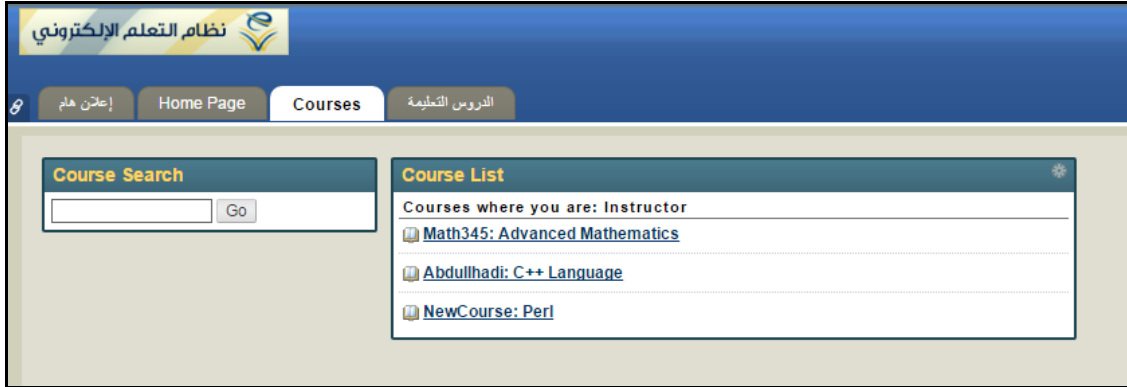 نظام التعلم الإلكتروني
إعلان هام
Home Page
Courses
الدروس التعليمة
Course Search
Go
Course List
Courses where you are: Instructor
Math345: Advanced Mathematics
Abdullhadi: C++ Language
NewCourse: Perl